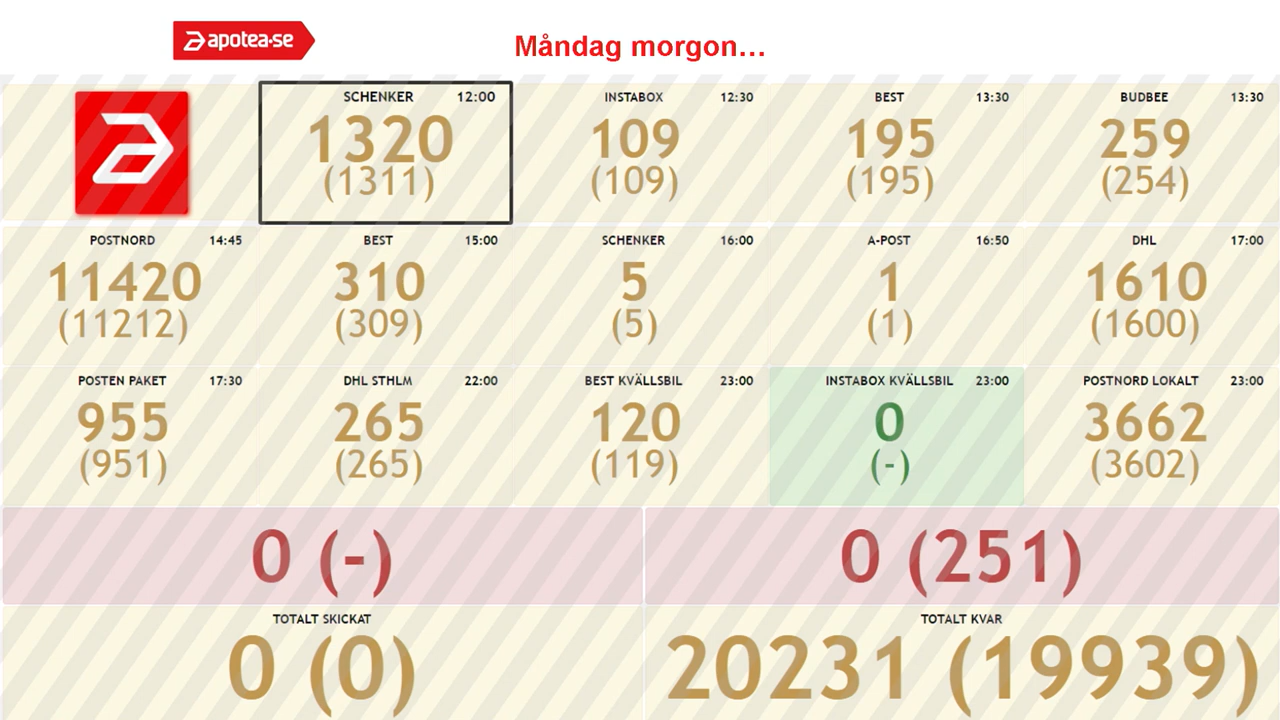 apotea.se
Måndag morgon...
SCHENKER 12:00
1320
(1311)
INSTABOX 12:30
109
(109)
BEST 13:30
195
(195)
BUDBEE 13:30
259
(254)
POSTNORD 14:45
11420
(11212)
BEST 15:00
310
(309)
SCHENKER 16:00
5
(5)
A-POST 16:50
1
(1)
DHL 17:00
1610
(1600)
POSTEN PAKET 17:30
955
(951)
DHL STHLM 22:00
265
(265)
BEST KVÄLLSBIL 23:00
120
(119)
INSTABOX KVÄLLSBIL 23:00
0
(-)
POSTNORD LOKALT 23:00
3662
(3602)
0 (-)
0 (251)
TOTALT SKICKAT
0 (0)
TOTALT KVAR
20231 (19939)